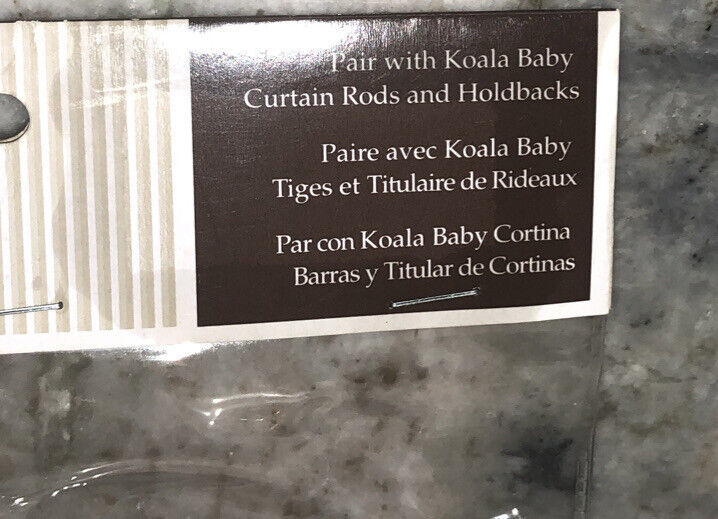 Pair with Koala Baby
Curtain Rods and Holdbacks
Paire avec Koala Baby
Tiges et Titulaire de Rideaux
Par con Koala Baby Cortina
Barras y Titular de Cortinas